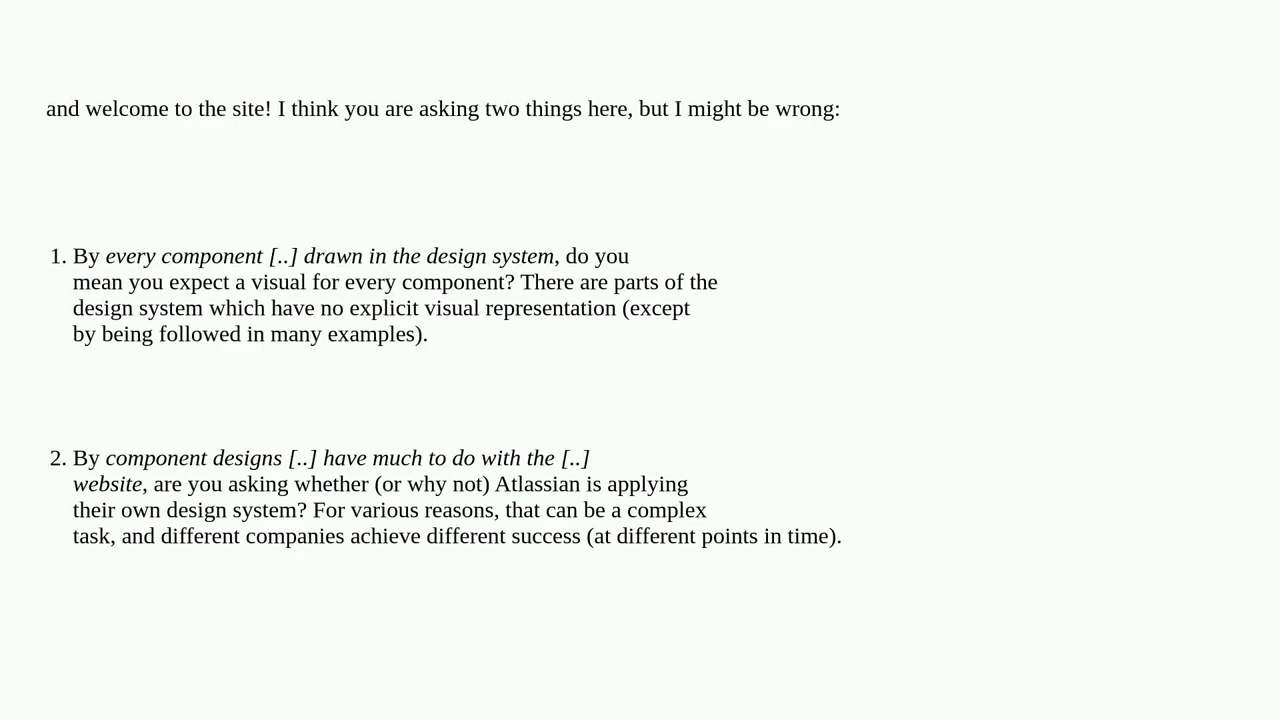 and welcome to the site! I think you are asking two things here, but I might be wrong:
1. By every component [..] drawn in the design system, do you
mean you expect a visual for every component? There are parts of the
design system which have no explicit visual representation (except
by being followed in many examples).
2. By component designs [..] have much to do with the [..]
website, are you asking whether (or why not) Atlassian is applying
their own design system? For various reasons, that can be a complex
task, and different companies achieve different success (at different points in time).